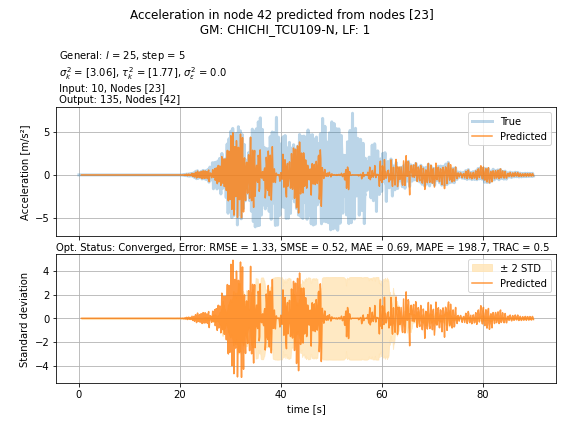 Acceleration in node 42 predicted from nodes [23]
GM: CHICHI_TCU109-N, LF: 1
General: l = 25, step = 5
σ²ₖ = [3.06], τ²ₖ = [1.77], σ²ε = 0.0
Input: 10, Nodes [23]
Output: 135, Nodes [42]
Acceleration [m/s²]
5
0
−5
True
Predicted
Opt. Status: Converged, Error: RMSE = 1.33, SMSE = 0.52, MAE = 0.69, MAPE = 198.7, TRAC = 0.5
Standard deviation
4
2
0
−2
−4
± 2 STD
Predicted
0 20 40 60 80
time [s]